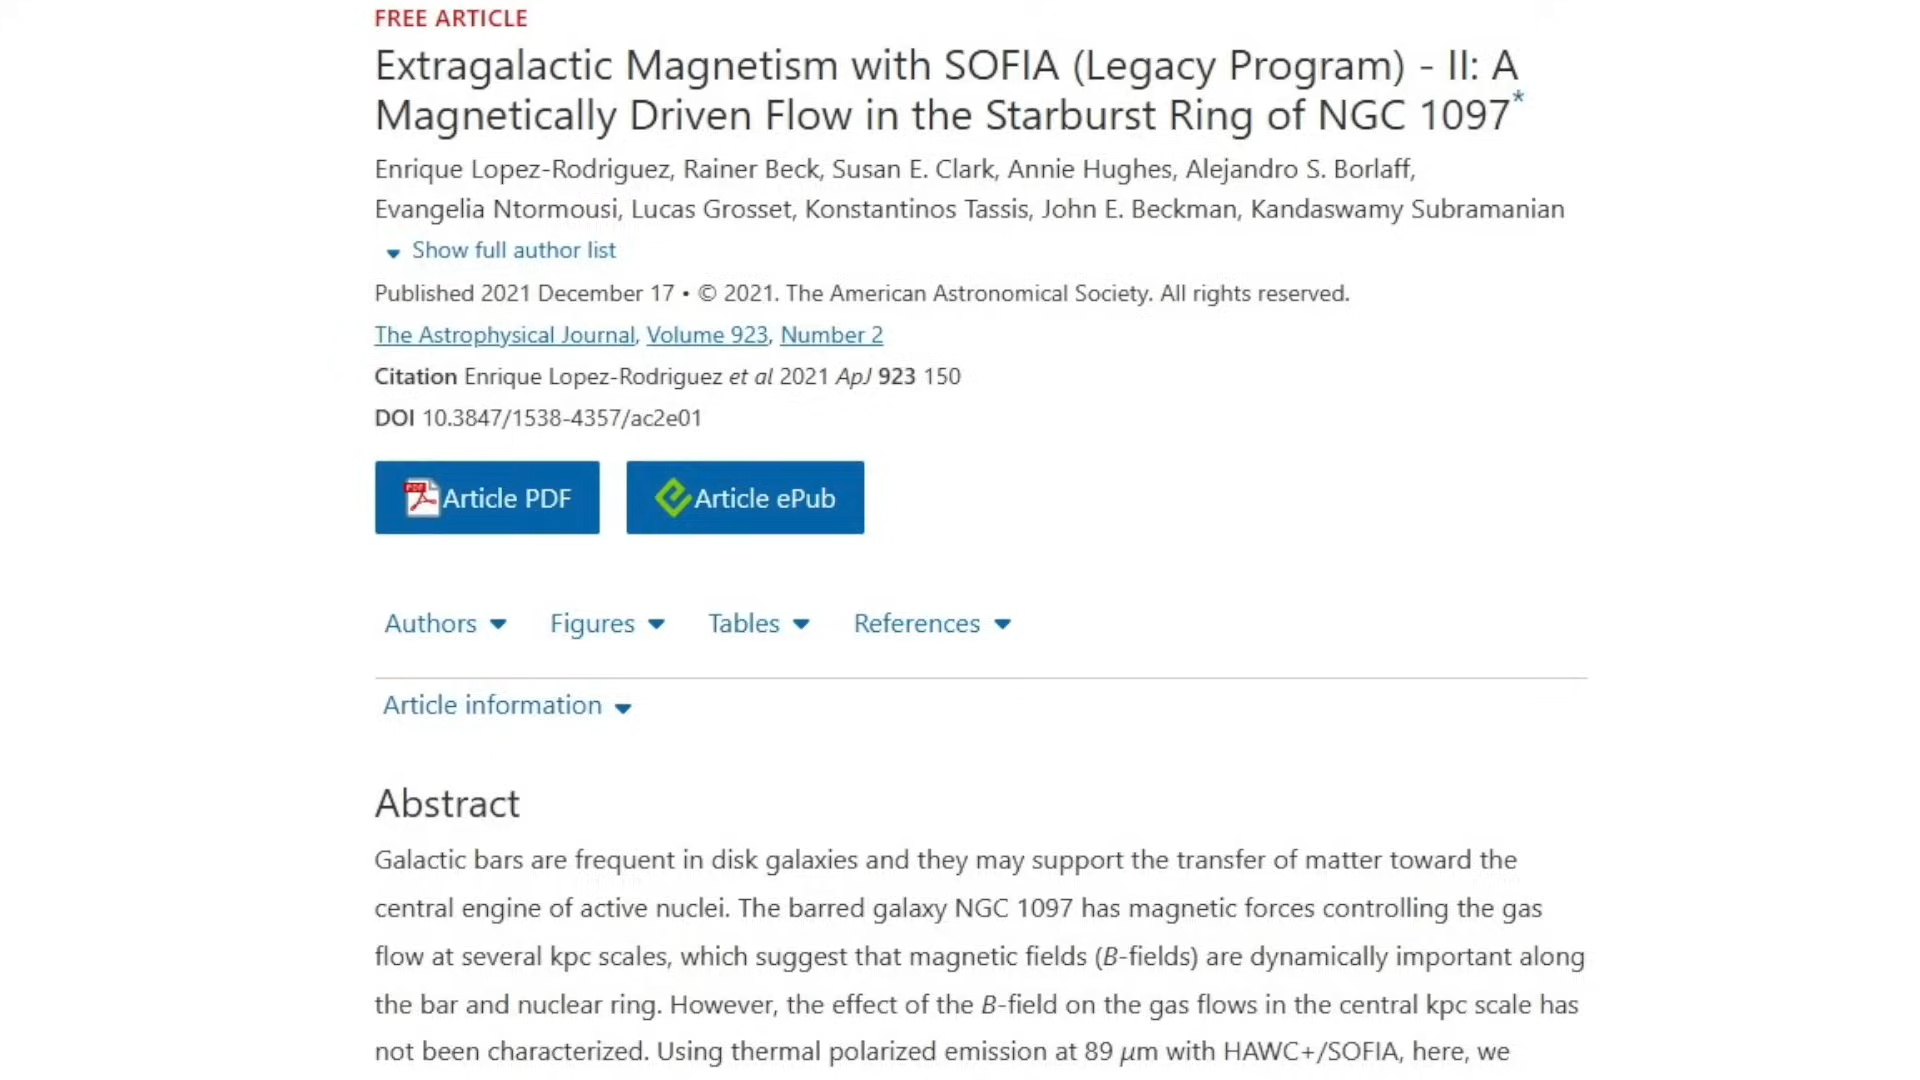 FREE ARTICLE
Extragalactic Magnetism with SOFIA (Legacy Program) - II: A
Magnetically Driven Flow in the Starburst Ring of NGC 1097*
Enrique Lopez-Rodriguez, Rainer Beck, Susan E. Clark, Annie Hughes, Alejandro S. Borlaff,
Evangelia Ntormousi, Lucas Grosset, Konstantinos Tassis, John E. Beckman, Kandaswamy Subramanian
Show full author list
Published 2021 December 17 • © 2021. The American Astronomical Society. All rights reserved.
The Astrophysical Journal, Volume 923, Number 2
Citation Enrique Lopez-Rodriguez et al 2021 ApJ 923 150
DOI 10.3847/1538-4357/ac2e01
PDF Article PDF Article ePub
Authors Figures Tables References
Article information
Abstract
Galactic bars are frequent in disk galaxies and they may support the transfer of matter toward the
central engine of active nuclei. The barred galaxy NGC 1097 has magnetic forces controlling the gas
flow at several kpc scales, which suggest that magnetic fields (B-fields) are dynamically important along
the bar and nuclear ring. However, the effect of the B-field on the gas flows in the central kpc scale has
not been characterized. Using thermal polarized emission at 89 μm with HAWC+/SOFIA, here, we